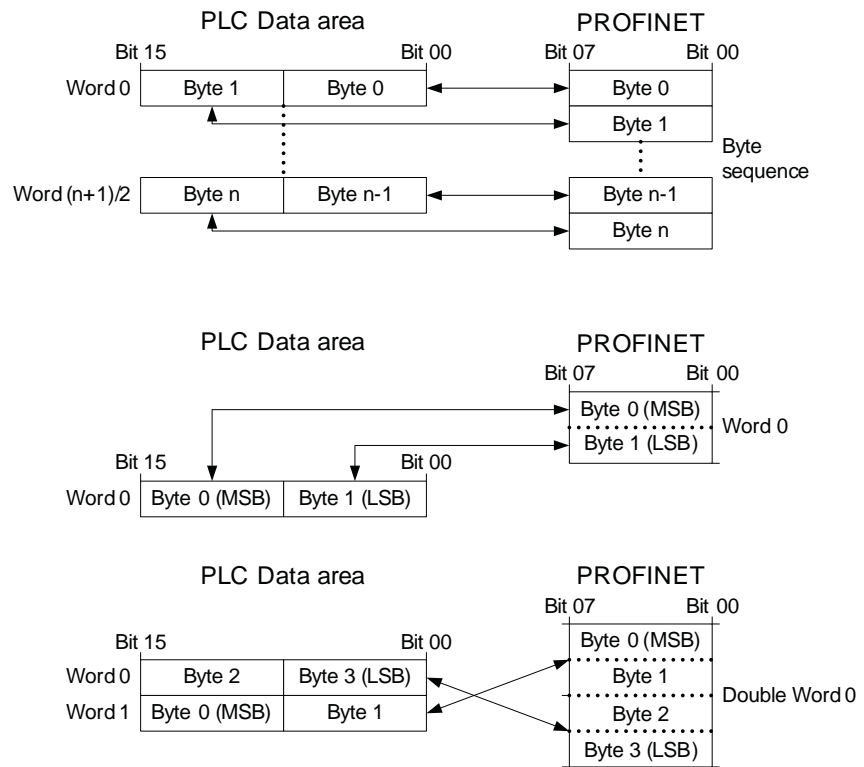 PLC Data area PROFINET
Bit 15 Bit 00 Bit 07 Bit 00
Word 0 Byte 1 Byte 0 Byte 0
Byte 1
Byte
sequence
Word (n+1)/2 Byte n Byte n-1 Byte n-1
Byte n
PLC Data area PROFINET
Bit 07 Bit 00
Byte 0 (MSB)
Word 0
Byte 1 (LSB)
Bit 15 Bit 00
Word 0 Byte 0 (MSB) Byte 1 (LSB)
PLC Data area PROFINET
Bit 07 Bit 00
Bit 15 Bit 00
Byte 0 (MSB)
Word 0 Byte 2 Byte 3 (LSB)
Byte 1
Double Word 0
Word 1 Byte 0 (MSB) Byte 1
Byte 2
Byte 3 (LSB)